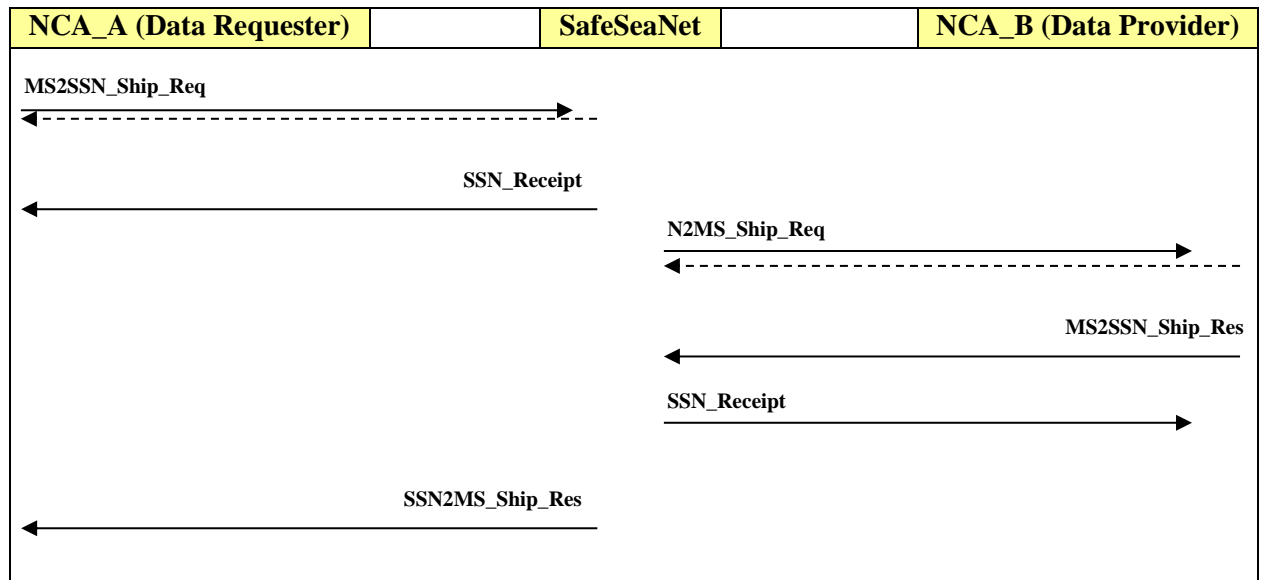 NCA_A (Data Requester) SafeSeaNet NCA_B (Data Provider)
MS2SSN_Ship_Req
SSN_Receipt
N2MS_Ship_Req
MS2SSN_Ship_Res
SSN_Receipt
SSN2MS_Ship_Res